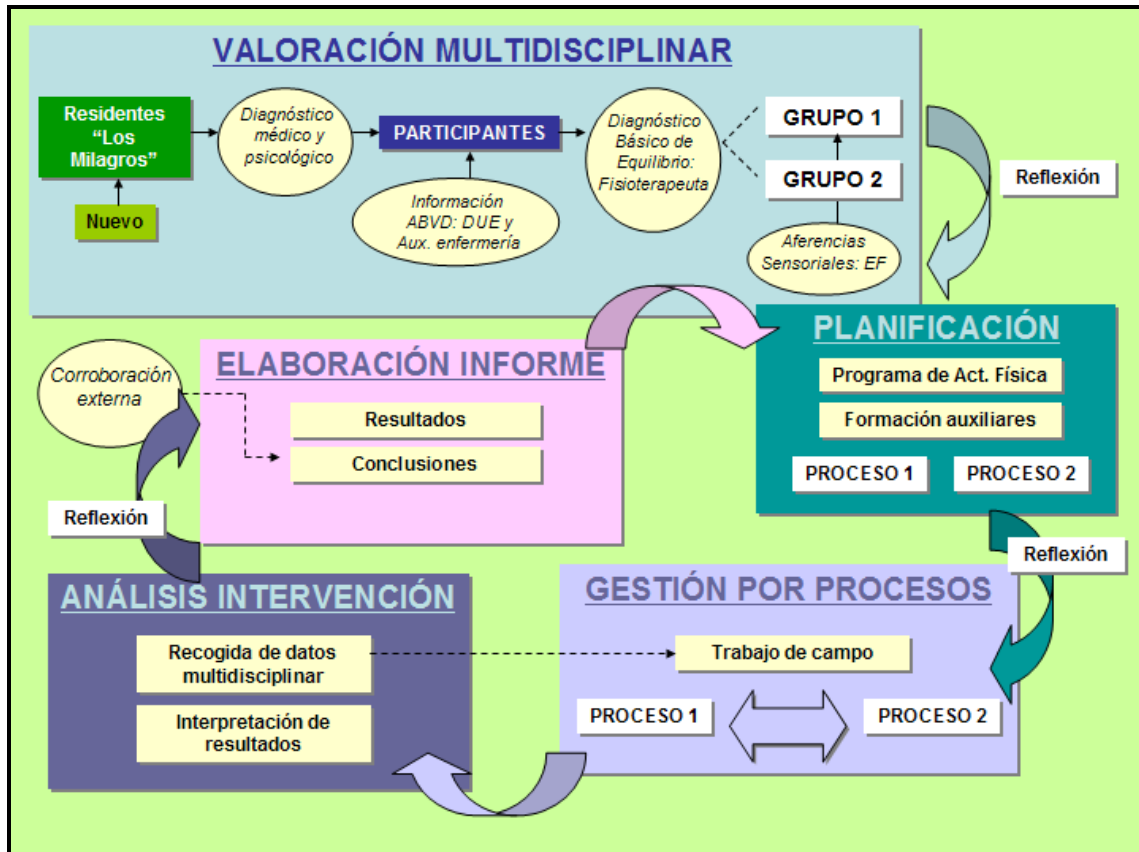 VALORACIÓN MULTIDISCIPLINAR
Residentes
"Los
Milagros"
Nuevo
Diagnóstico
médico y
psicológico
PARTICIPANTES
Información
ABVD: DUE y
Aux. enfermería
Diagnóstico
Básico de
Equilibrio:
Fisioterapeuta
GRUPO 1
GRUPO 2
Aferencias
Sensoriales: EF
Reflexión
PLANIFICACIÓN
Programa de Act. Física
Formación auxiliares
PROCESO 1
PROCESO 2
Reflexión
ELABORACIÓN INFORME
Resultados
Conclusiones
Corroboración
externa
Reflexión
ANÁLISIS INTERVENCIÓN
Recogida de datos
multidisciplinar
Interpretación de
resultados
GESTIÓN POR PROCESOS
Trabajo de campo
PROCESO 1
PROCESO 2